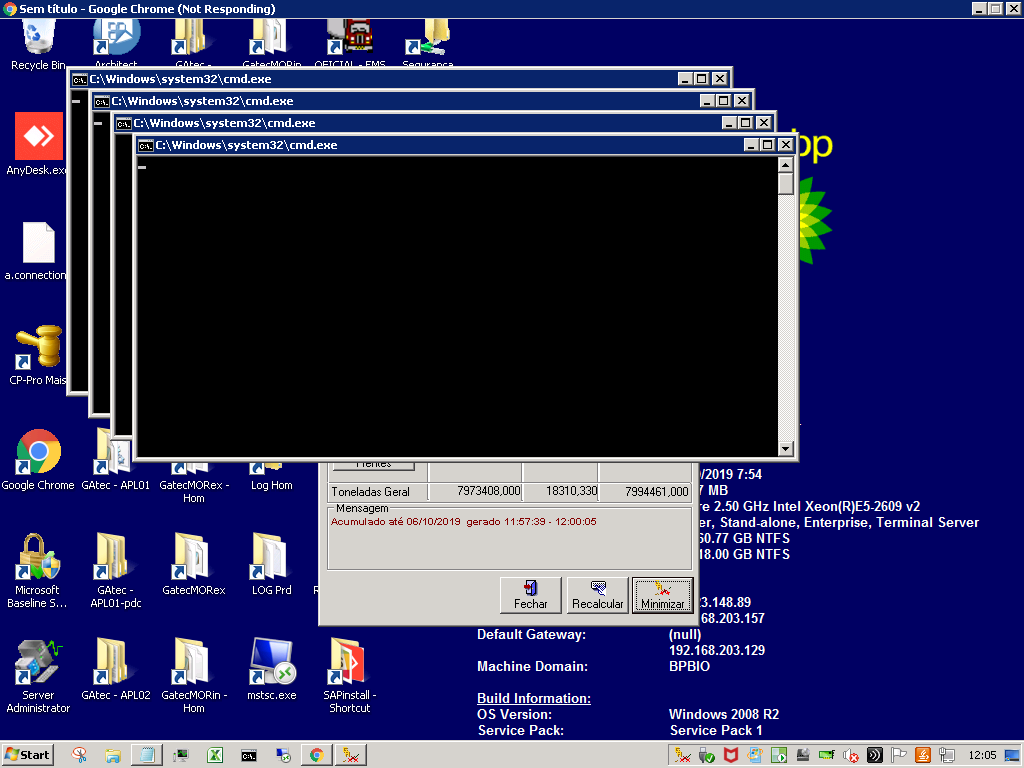 Sem título - Google Chrome (Not Responding)
Recycle Bin
Architect
GAtec -
GatecMORin
OFICIAL - EMS
Segurança
C:\Windows\system32\cmd.exe
C:\Windows\system32\cmd.exe
C:\Windows\system32\cmd.exe
C:\Windows\system32\cmd.exe
bp
AnyDesk.exe
a.connection
CP-Pro Mais
Google Chrome
GAtec - APL01
GatecMORex - Hom
Log Hom
Frentes
Toneladas Geral 7973408,000 18310,330 7994461,000
Mensagem
Acumulado até 06/10/2019 gerado 11:57:39 - 12:00:05
Fechar
Recalcular
Minimizar
/2019 7:54
7 MB
re 2.50 GHz Intel Xeon(R)E5-2609 v2
er, Stand-alone, Enterprise, Terminal Server
60.77 GB NTFS
18.00 GB NTFS
23.148.89
68.203.157
Default Gateway: (null)
192.168.203.129
Machine Domain: BPBIO
Build Information:
OS Version: Windows 2008 R2
Service Pack: Service Pack 1
Microsoft Baseline S...
GAtec - APL01-pdc
GatecMORex
LOG Prd
Server Administrator
GAtec - APL02
GatecMORin - Hom
mstsc.exe
SAPinstall - Shortcut
Start
12:05